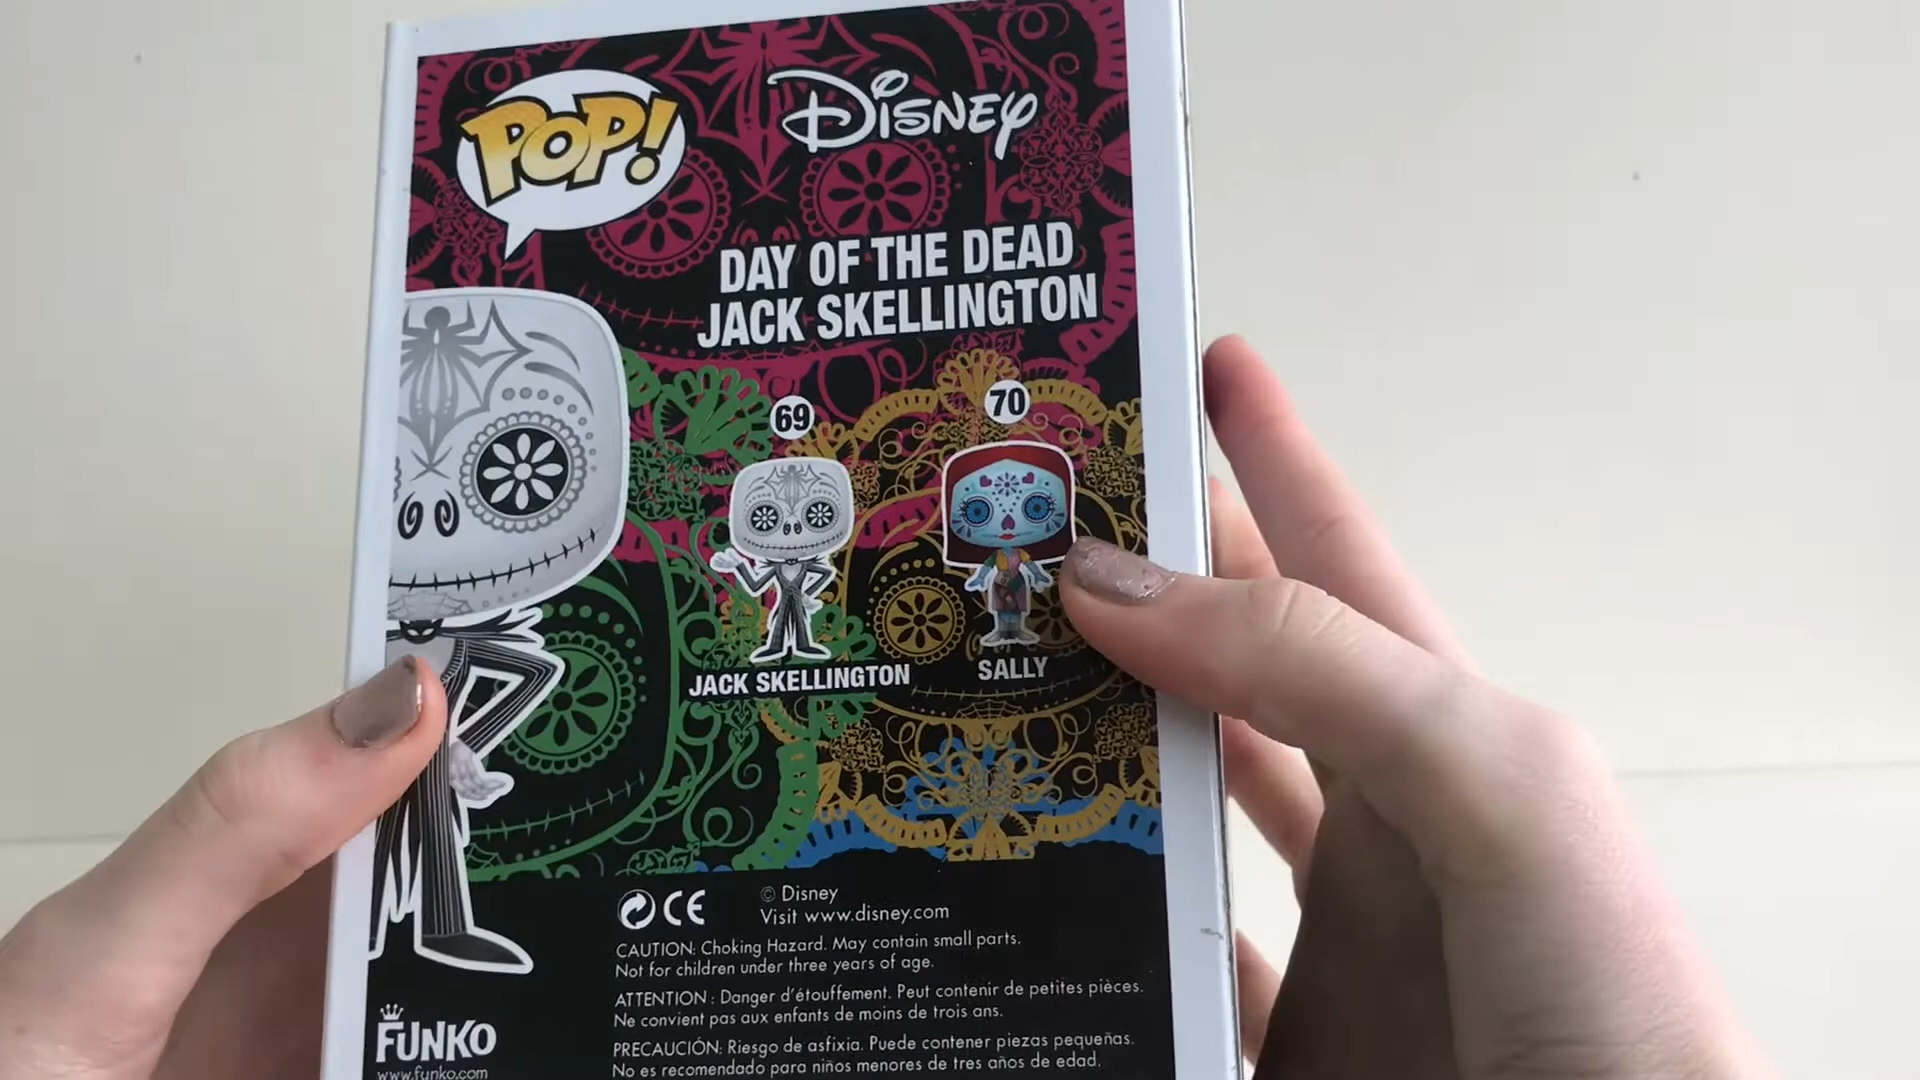 POP!
Disney
DAY OF THE DEAD
JACK SKELLINGTON
69
70
JACK SKELLINGTON
SALLY
CE
© Disney
Visit www.disney.com
CAUTION: Choking Hazard. May contain small parts.
Not for children under three years of age.
ATTENTION : Danger d'étouffement. Peut contenir de petites pièces.
Ne convient pas aux enfants de moins de trois ans.
PRECAUCIÓN: Riesgo de asfixia. Puede contener piezas pequeñas.
No es recomendado para niños menores de tres años de edad.
FUNKO
www.funko.com